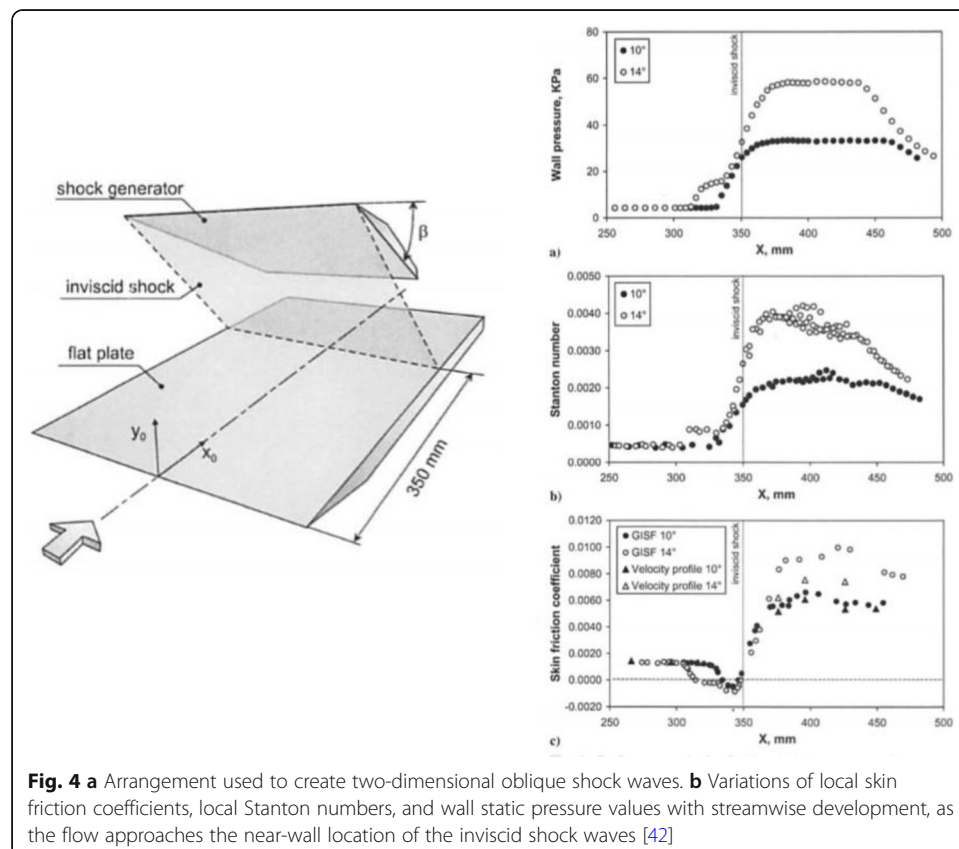 shock generator
β
inviscid shock
flat plate
y₀
x₀
350 mm
80
60
40
20
0
Wall pressure, KPa
10°
14°
inviscid shock
250 300 350 400 450 500
X, mm
a)
0.0050
0.0040
0.0030
0.0020
0.0010
0.0000
Stanton number
10°
14°
inviscid shock
250 300 350 400 450 500
X, mm
b)
0.0120
0.0100
0.0080
0.0060
0.0040
0.0020
0.0000
-0.0020
Skin friction coefficient
GISF 10°
GISF 14°
Velocity profile 10°
Velocity profile 14°
inviscid shock
250 300 350 400 450 500
X, mm
c)
Fig. 4 a Arrangement used to create two-dimensional oblique shock waves. b Variations of local skin
friction coefficients, local Stanton numbers, and wall static pressure values with streamwise development, as
the flow approaches the near-wall location of the inviscid shock waves [42]